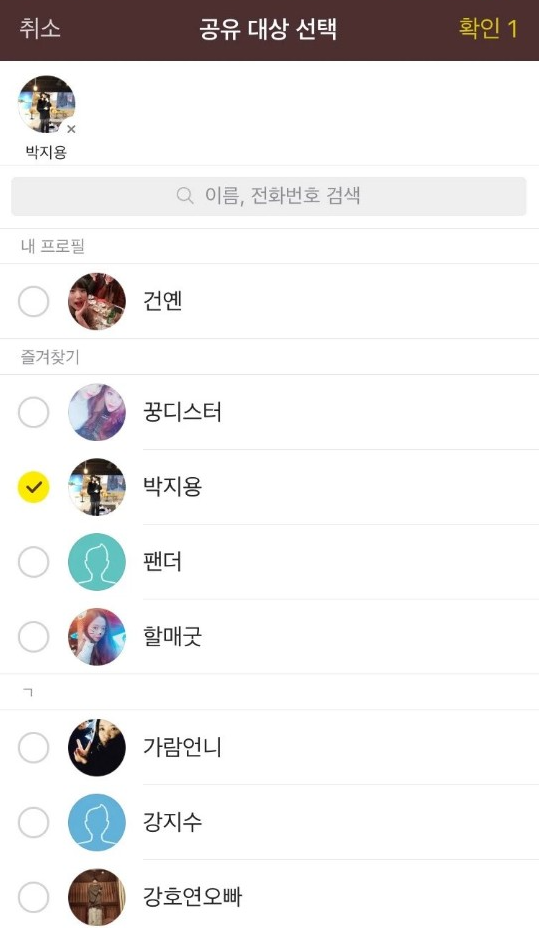 취소 공유 대상 선택 확인 1
박지용
이름, 전화번호 검색
내 프로필
건옌
즐겨찾기
꿍디스터
박지용
팬더
할매굿
ㄱ
가람언니
강지수
강호연오빠